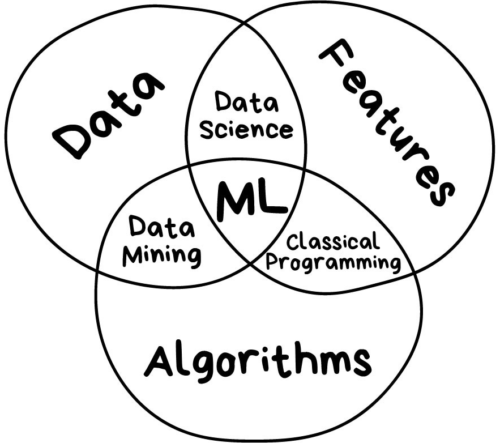 Data
Features
Data
Science
ML
Data
Mining
Classical
Programming
Algorithms